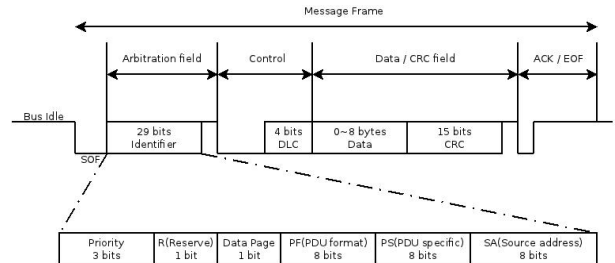 Message Frame
Arbitration field
Control
Data / CRC field
ACK / EOF
Bus Idle
29 bits
Identifier
4 bits
DLC
0~8 bytes
Data
15 bits
CRC
SOF
Priority
3 bits
R(Reserve)
1 bit
Data Page
1 bit
PF(PDU format)
8 bits
PS(PDU specific)
8 bits
SA(Source address)
8 bits